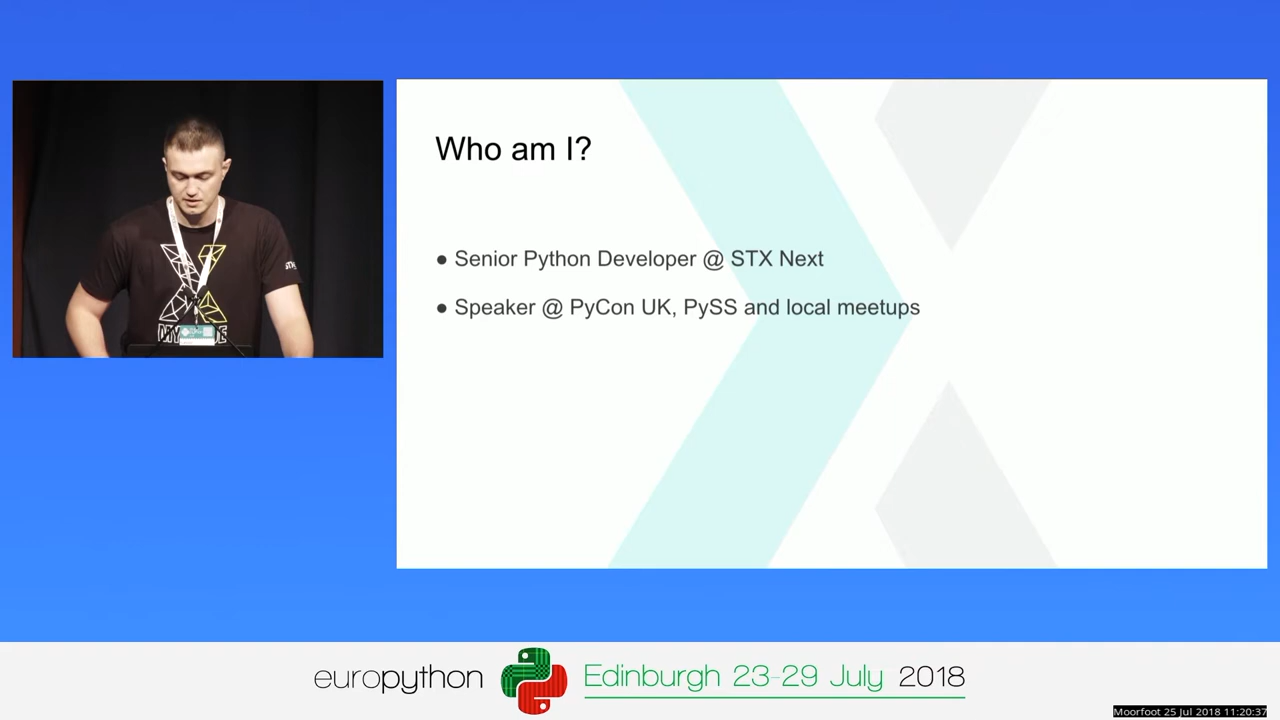 Who am I?
● Senior Python Developer @ STX Next
● Speaker @ PyCon UK, PySS and local meetups
europython
Edinburgh 23-29 July 2018
Moorfoot 25 Jul 2018 11:20:37